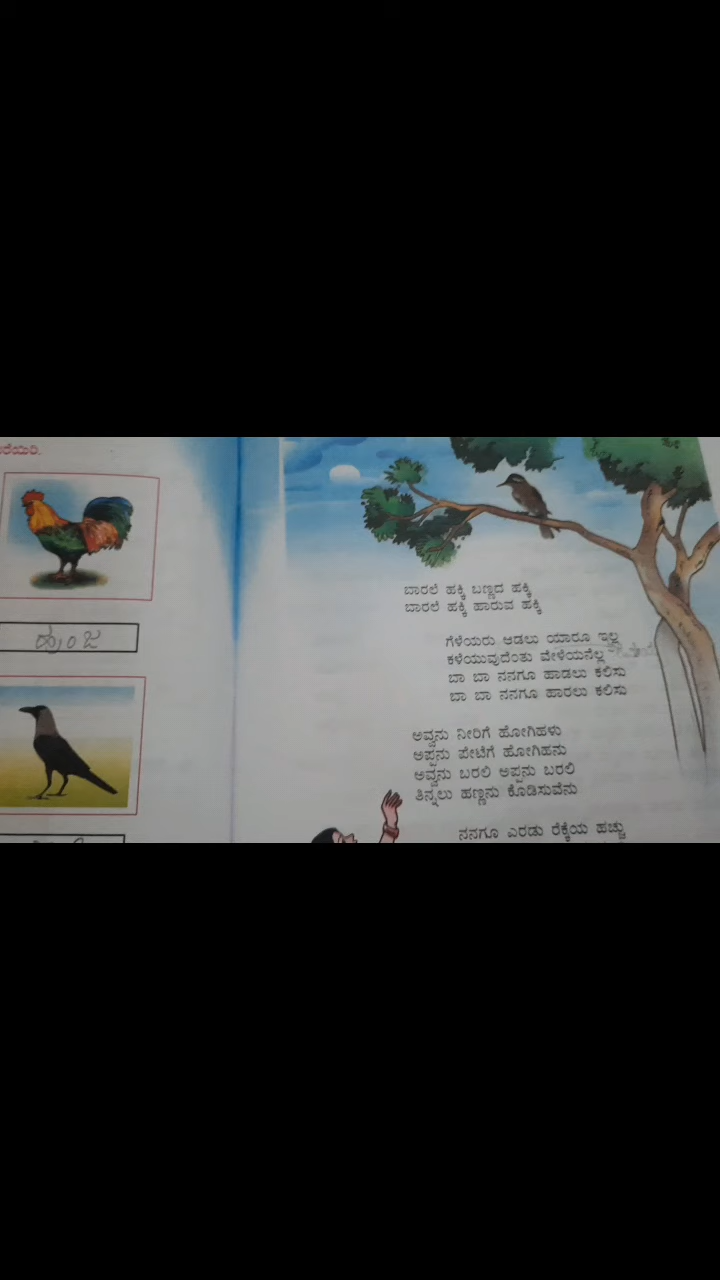 ರೆಯಿರಿ.
ಹುಂಜ
ಬಾರಲೆ ಹಕ್ಕಿ ಬಣ್ಣದ ಹಕ್ಕಿ
ಬಾರಲೆ ಹಕ್ಕಿ ಹಾರುವ ಹಕ್ಕಿ
ಗೆಳೆಯರು ಆಡಲು ಯಾರೂ ಇಲ್ಲ
ಕಳೆಯುವುದೆಂತು ವೇಳೆಯನೆಲ್ಲ
ಬಾ ಬಾ ನನಗೂ ಹಾಡಲು ಕಲಿಸು
ಬಾ ಬಾ ನನಗೂ ಹಾರಲು ಕಲಿಸು
ಅವ್ವನು ನೀರಿಗೆ ಹೋಗಿಹಳು
ಅಪ್ಪನು ಪೇಟೆಗೆ ಹೋಗಿಹನು
ಅವ್ವನು ಬರಲಿ ಅಪ್ಪನು ಬರಲಿ
ತಿನ್ನಲು ಹಣ್ಣನು ಕೊಡಿಸುವೆನು
ನನಗೂ ಎರಡು ರೆಕ್ಕೆಯ ಹಚ್ಚು